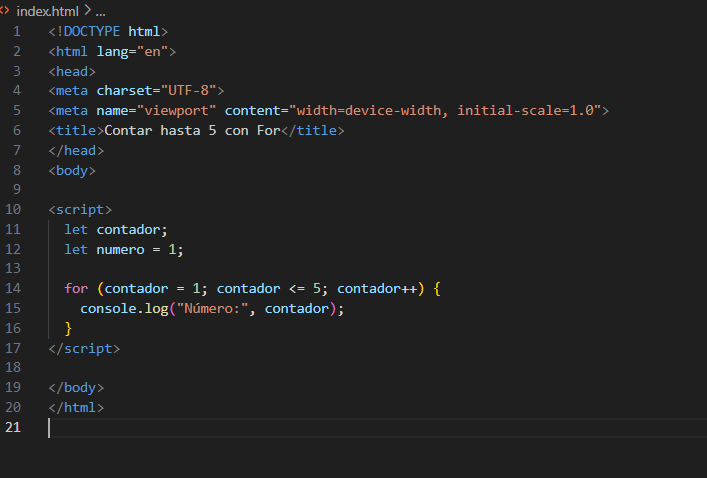 index.html > ...
1 <!DOCTYPE html>
2 <html lang="en">
3 <head>
4 <meta charset="UTF-8">
5 <meta name="viewport" content="width=device-width, initial-scale=1.0">
6 <title>Contar hasta 5 con For</title>
7 </head>
8 <body>
9
10 <script>
11   let contador;
12   let numero = 1;
13
14   for (contador = 1; contador <= 5; contador++) {
15     console.log("Número:", contador);
16   }
17 </script>
18
19 </body>
20 </html>
21